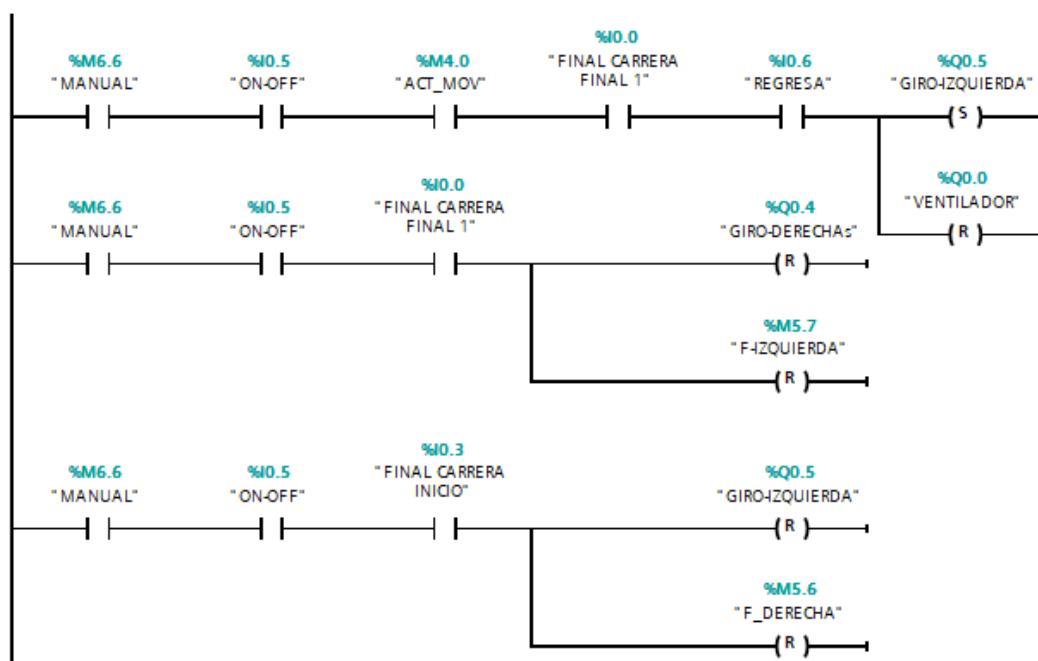 %M6.6
"MANUAL"
%I0.5
"ON-OFF"
%M4.0
"ACT_MOV"
%I0.0
"FINAL CARRERA
FINAL 1"
%I0.6
"REGRESA"
%Q0.5
"GIRO-IZQUIERDA"
S
%Q0.0
"VENTILADOR"
R
%M6.6
"MANUAL"
%I0.5
"ON-OFF"
%I0.0
"FINAL CARRERA
FINAL 1"
%Q0.4
"GIRO-DERECHAs"
R
%M5.7
"F-IZQUIERDA"
R
%M6.6
"MANUAL"
%I0.5
"ON-OFF"
%I0.3
"FINAL CARRERA
INICIO"
%Q0.5
"GIRO-IZQUIERDA"
R
%M5.6
"F_DERECHA"
R